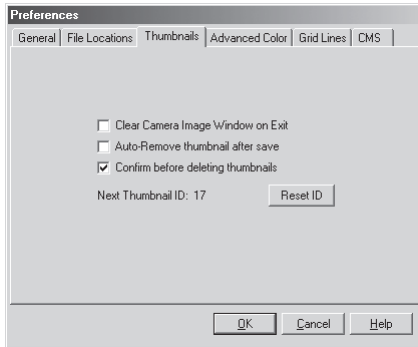 Preferences
General File Locations Thumbnails Advanced Color Grid Lines CMS
Clear Camera Image Window on Exit
Auto-Remove thumbnail after save
Confirm before deleting thumbnails
Next Thumbnail ID: 17 Reset ID
OK Cancel Help